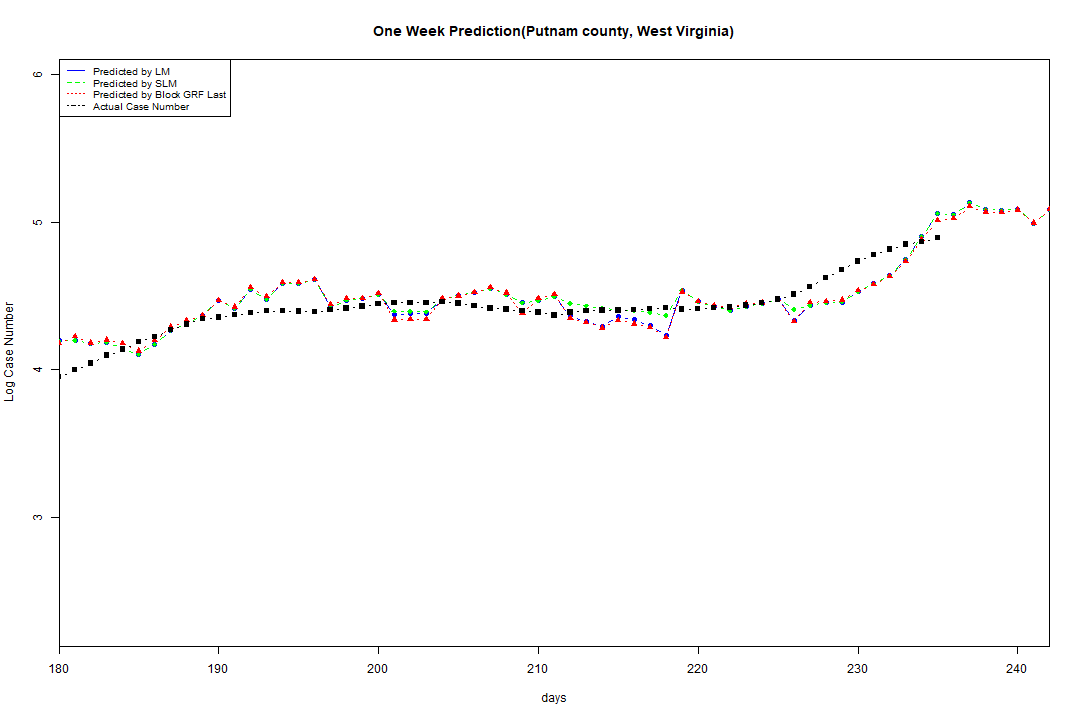 One Week Prediction(Putnam county, West Virginia)
Predicted by LM
Predicted by SLM
Predicted by Block GRF Last
Actual Case Number
6
5
4
3
Log Case Number
180 190 200 210 220 230 240
days